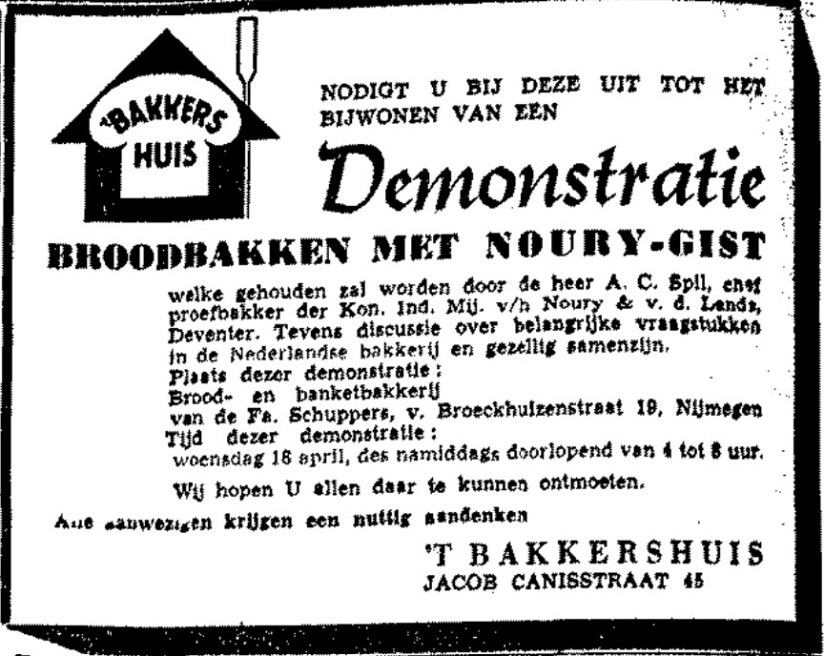 'BAKKERS
HUIS
NODIGT U BIJ DEZE UIT TOT HET
BIJWONEN VAN EEN
Demonstratie
BROODBAKKEN MET NOURY-GIST
welke gehouden zal worden door de heer A. C. Spil, chef
proefbakker der Kon. Ind. Mij. v/h Noury & v. d. Lande,
Deventer. Tevens discussie over belangrijke vraagstukken
in de Nederlandse bakkerij en gezellig samenzijn.
Plaats dezer demonstratie:
Brood- en banketbakkerij
van de Fa. Schuppers, v. Broeckhuizenstraat 19, Nijmegen
Tijd dezer demonstratie:
woensdag 18 april, des namiddags doorlopend van 4 tot 8 uur.
Wij hopen U allen daar te kunnen ontmoeten.
Alle aanwezigen krijgen een nuttig aandenken
'T BAKKERSHUIS
JACOB CANISSTRAAT 45